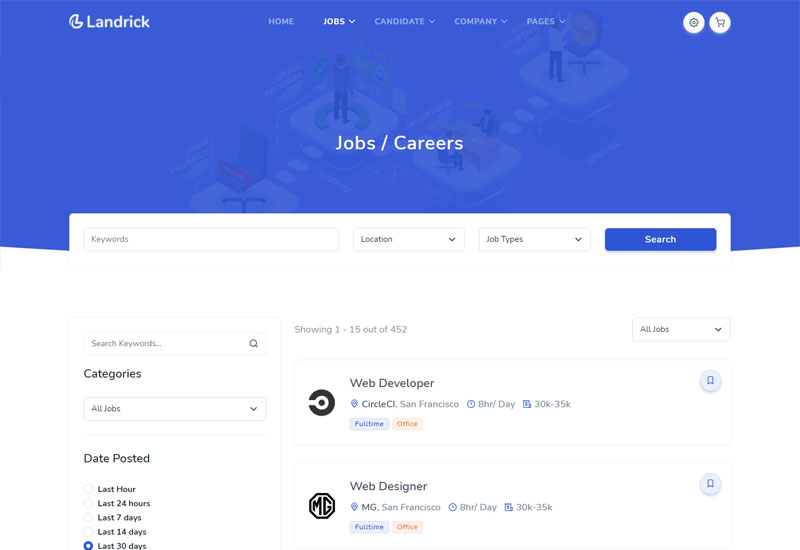 Landrick
HOME JOBS CANDIDATE COMPANY PAGES
Jobs / Careers
Keywords Location Job Types Search
Showing 1 - 15 out of 452 All Jobs
Search Keywords...
Categories
All Jobs
Date Posted
Last Hour
Last 24 hours
Last 7 days
Last 14 days
Last 30 days
Web Developer
CircleCI, San Francisco 8hr/ Day 30k-35k
Fulltime Office
MG
Web Designer
MG, San Francisco 8hr/ Day 30k-35k
Fulltime Office